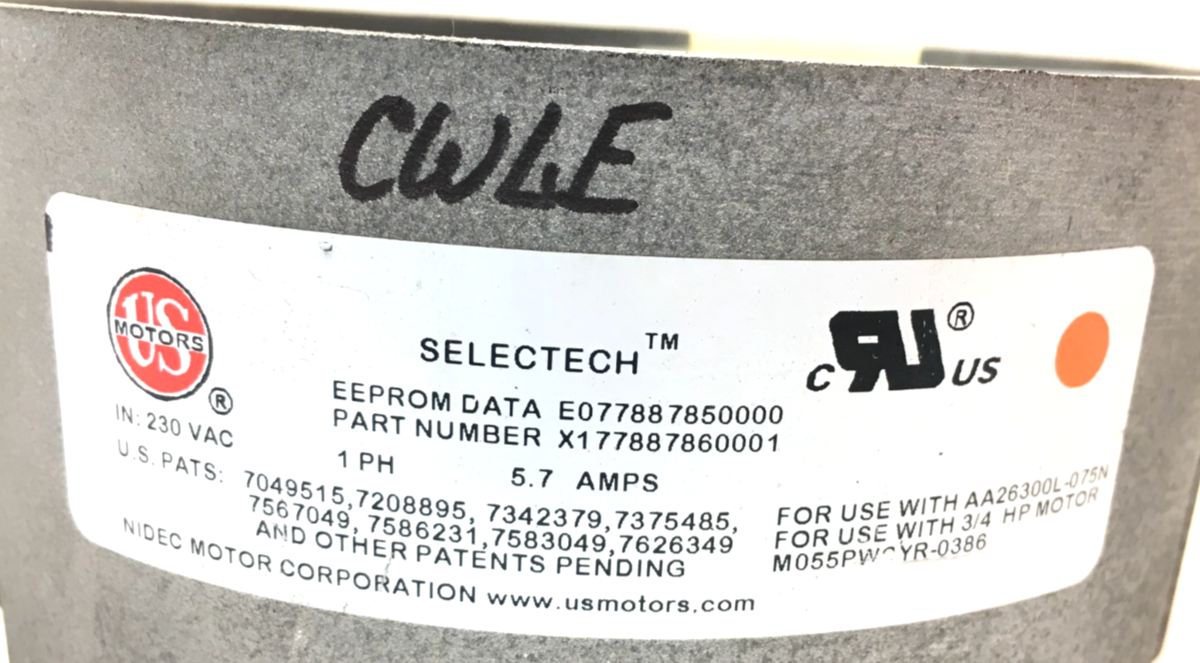 CWLE
US
MOTORS
®
SELECTECH™
C RU ® US
EEPROM DATA E077887850000
PART NUMBER X177887860001
IN: 230 VAC
1 PH 5.7 AMPS
U.S. PATS: 7049515,7208895, 7342379,7375485,
7567049, 7586231,7583049,7626349
AND OTHER PATENTS PENDING
FOR USE WITH AA26300L-075N
FOR USE WITH 3/4 HP MOTOR
NIDEC MOTOR CORPORATION www.usmotors.com